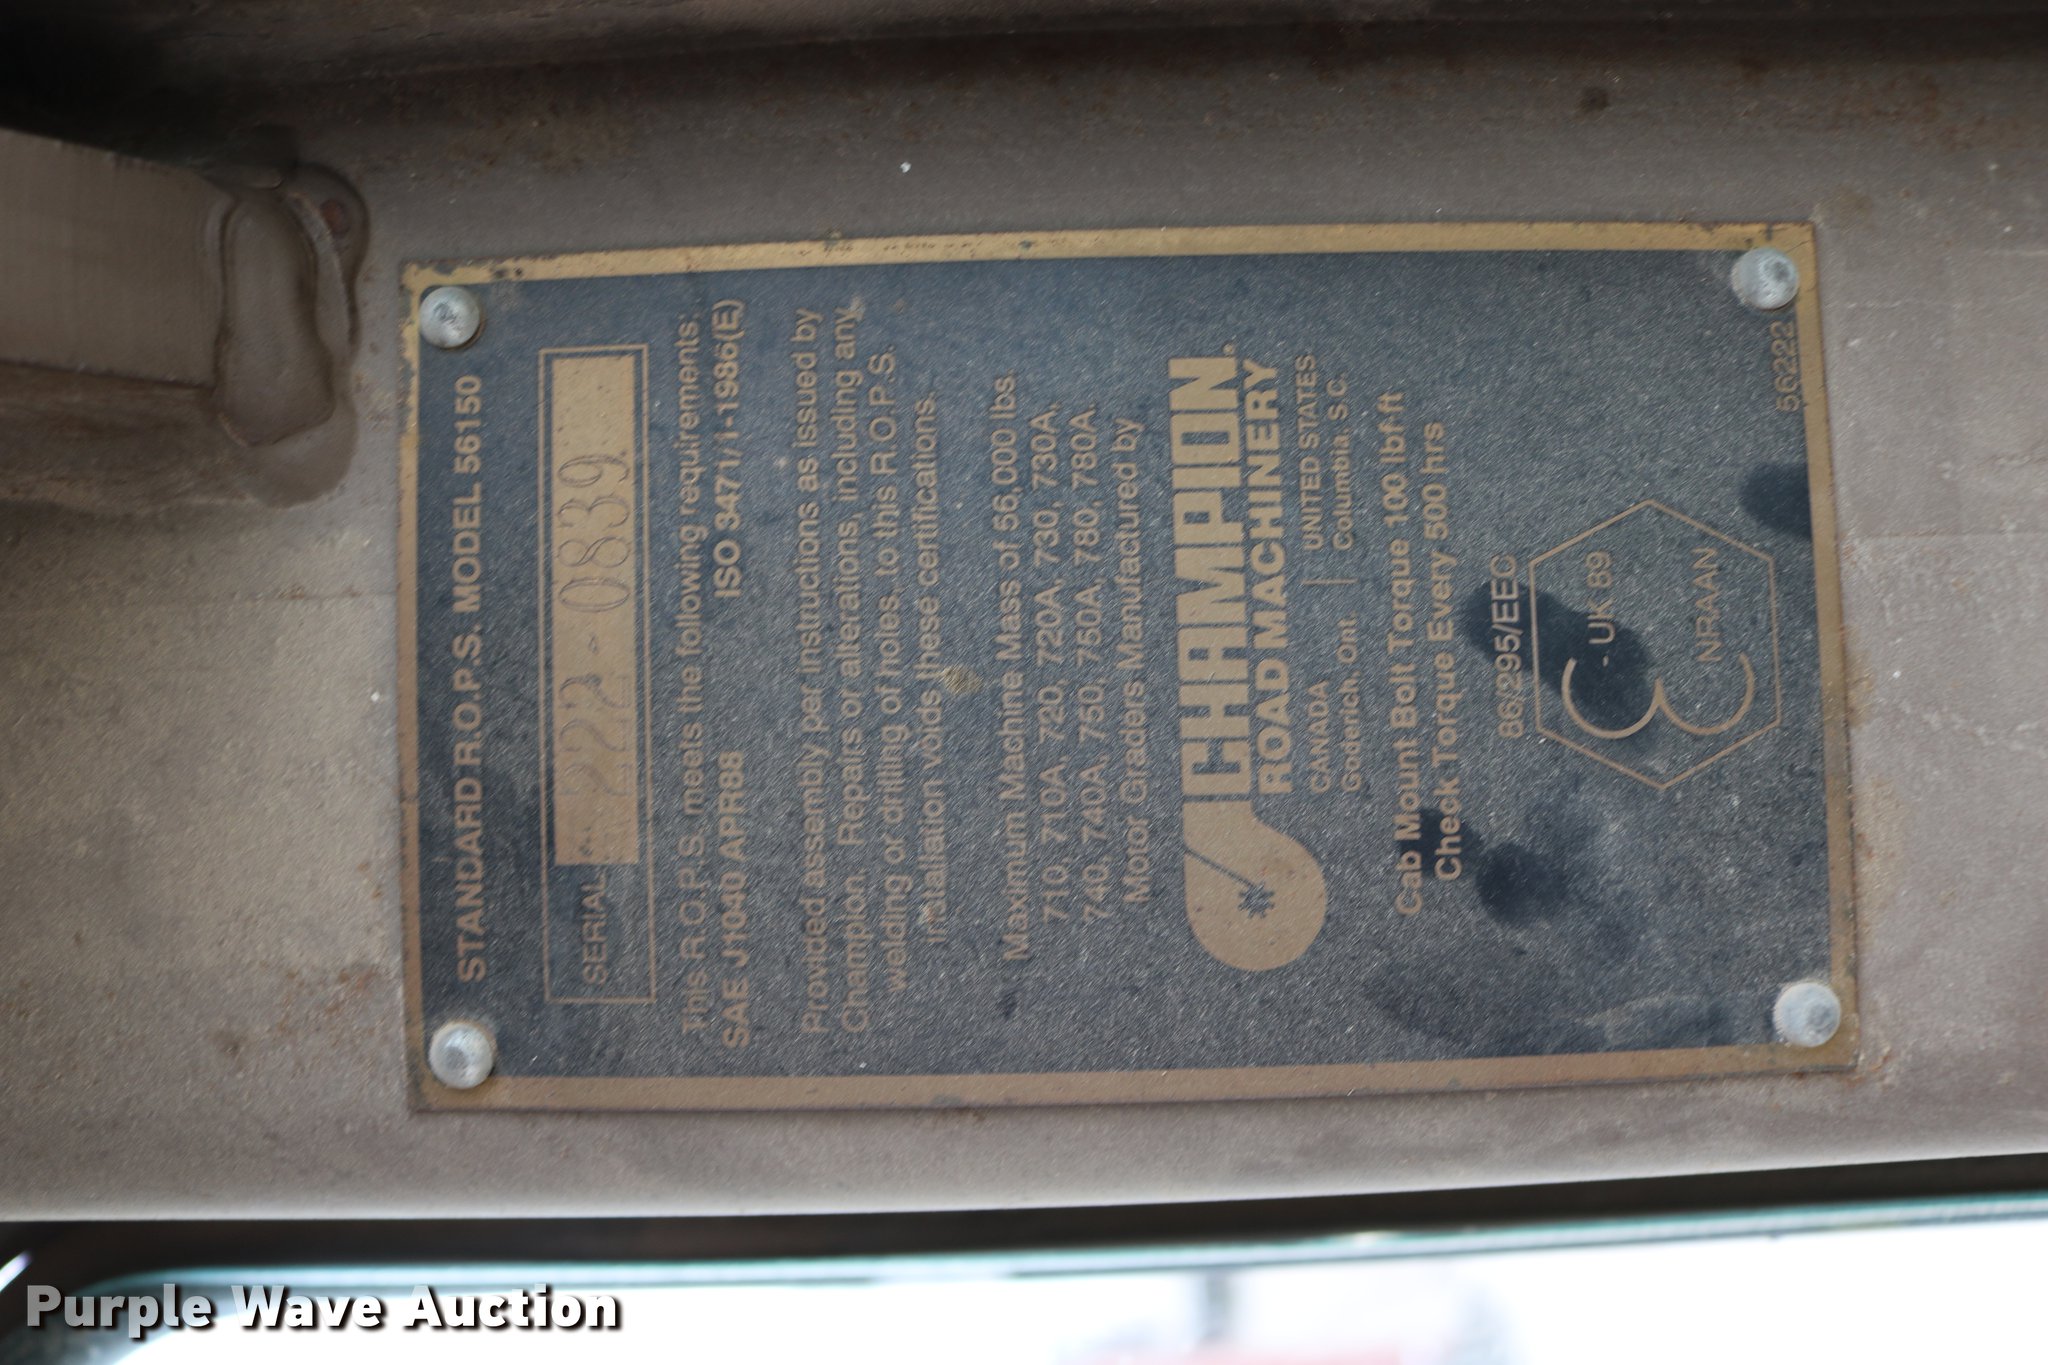 STANDARD R.O.P.S. MODEL 56150
SERIAL 222-0839
This R.O.P.S. meets the following requirements;
SAE J1040 APR88 ISO 3471/1-1986(E)
Provided assembly per instructions as issued by
Champion. Repairs or alterations, including any
welding or drilling of holes, to this R.O.P.S.
installation voids these certifications.
Maximum Machine Mass of 56,000 lbs.
710, 710A, 720, 720A, 730, 730A,
740, 740A, 750, 750A, 780, 780A.
Motor Graders Manufactured by
CHAMPION®
ROAD MACHINERY
CANADA UNITED STATES
Goderich, Ont. Columbia, S.C.
Cab Mount Bolt Torque 100 lbf·ft
Check Torque Every 500 hrs
86/295/EEC
- UK 89
NRAAN
56222
Purple Wave Auction